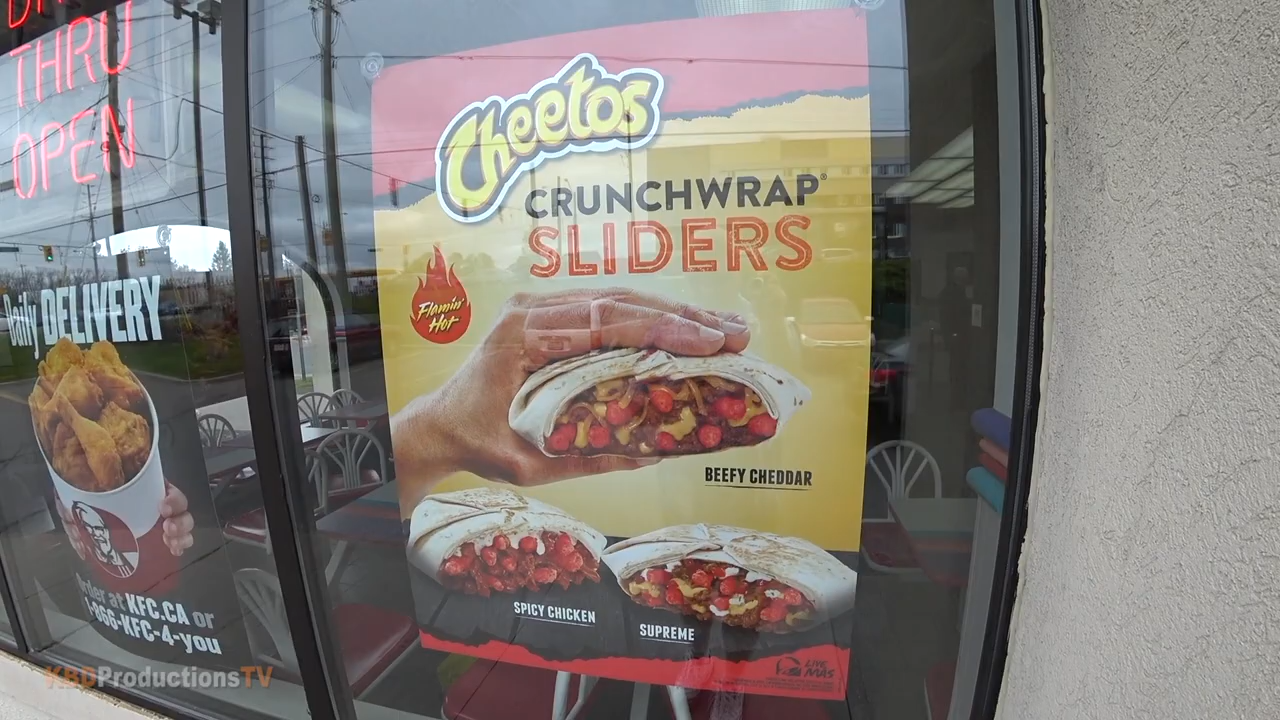 THRU
OPEN
Daily DELIVERY
Order at KFC.CA or
1-866-KFC-4-you
Cheetos
CRUNCHWRAP®
SLIDERS
Flamin'
Hot
BEEFY CHEDDAR
SPICY CHICKEN
SUPREME
LIVE
MÁS
KBDProductionsTV